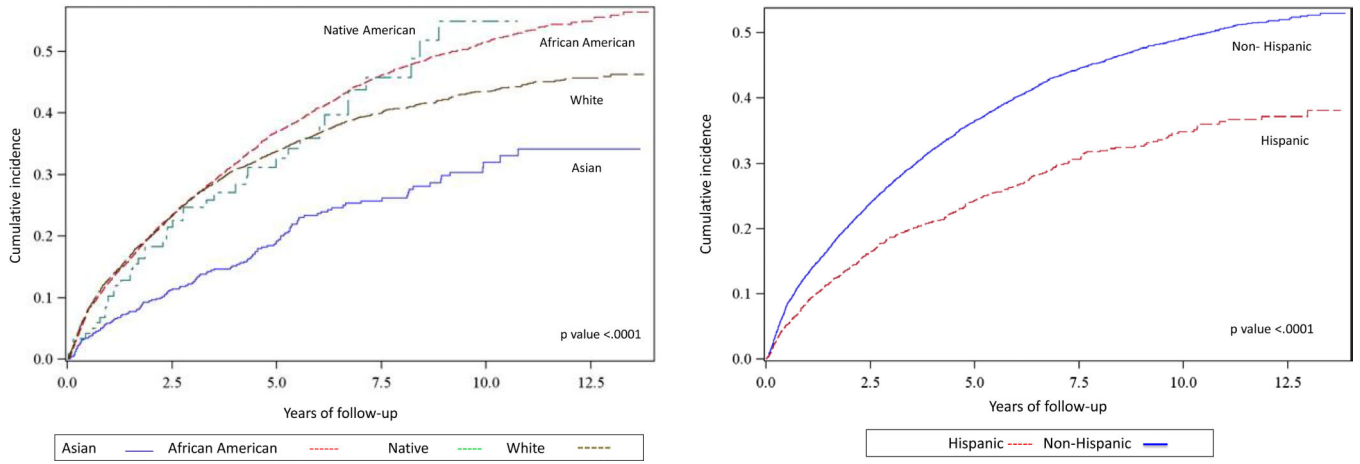 Native American
African American
White
Asian
p value <.0001
Cumulative incidence
0.5
0.4
0.3
0.2
0.1
0.0
0.0 2.5 5.0 7.5 10.0 12.5
Years of follow-up
Asian African American Native White
Non- Hispanic
Hispanic
p value <.0001
Cumulative incidence
0.5
0.4
0.3
0.2
0.1
0.0
0.0 2.5 5.0 7.5 10.0 12.5
Years of follow-up
Hispanic Non-Hispanic